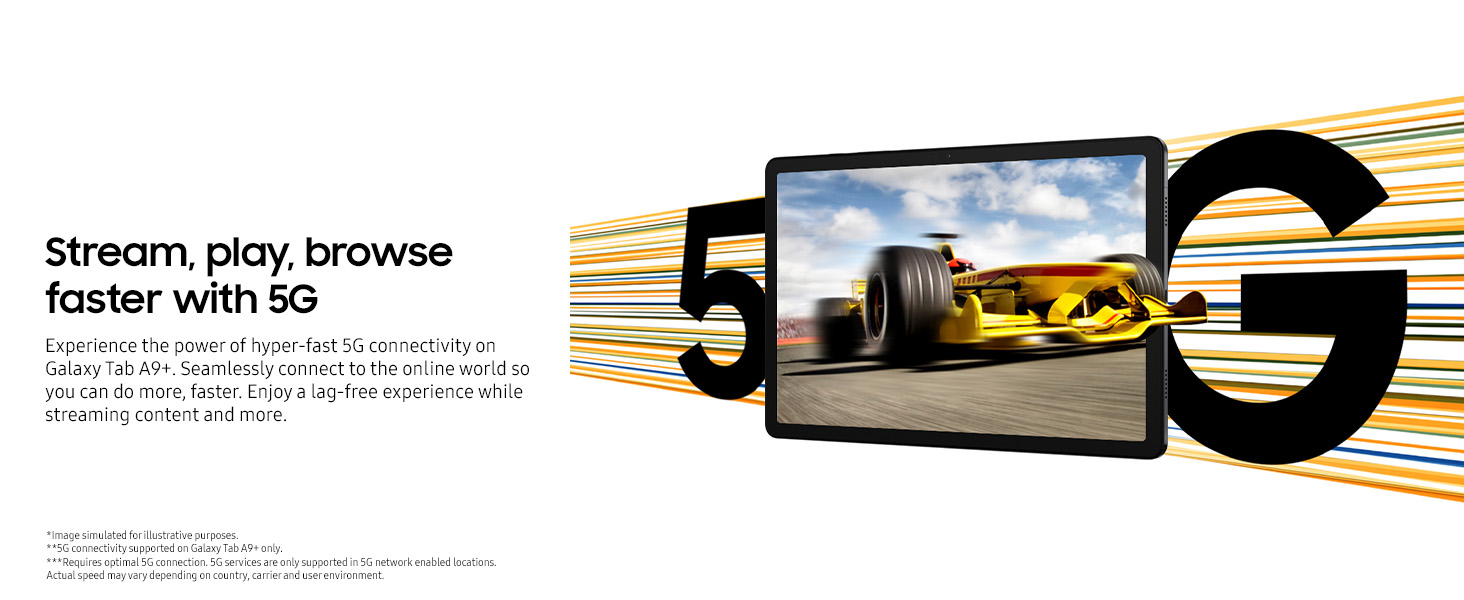 Stream, play, browse
faster with 5G
Experience the power of hyper-fast 5G connectivity on
Galaxy Tab A9+. Seamlessly connect to the online world so
you can do more, faster. Enjoy a lag-free experience while
streaming content and more.
5G
*Image simulated for illustrative purposes.
**5G connectivity supported on Galaxy Tab A9+ only.
***Requires optimal 5G connection. 5G services are only supported in 5G network enabled locations.
Actual speed may vary depending on country, carrier and user environment.